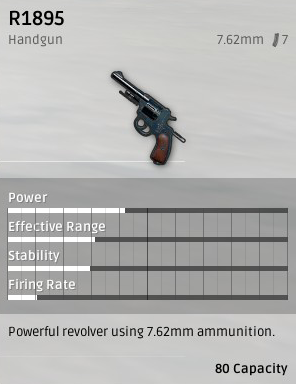 R1895
Handgun 7.62mm 7
Power
Effective Range
Stability
Firing Rate
Powerful revolver using 7.62mm ammunition.
80 Capacity